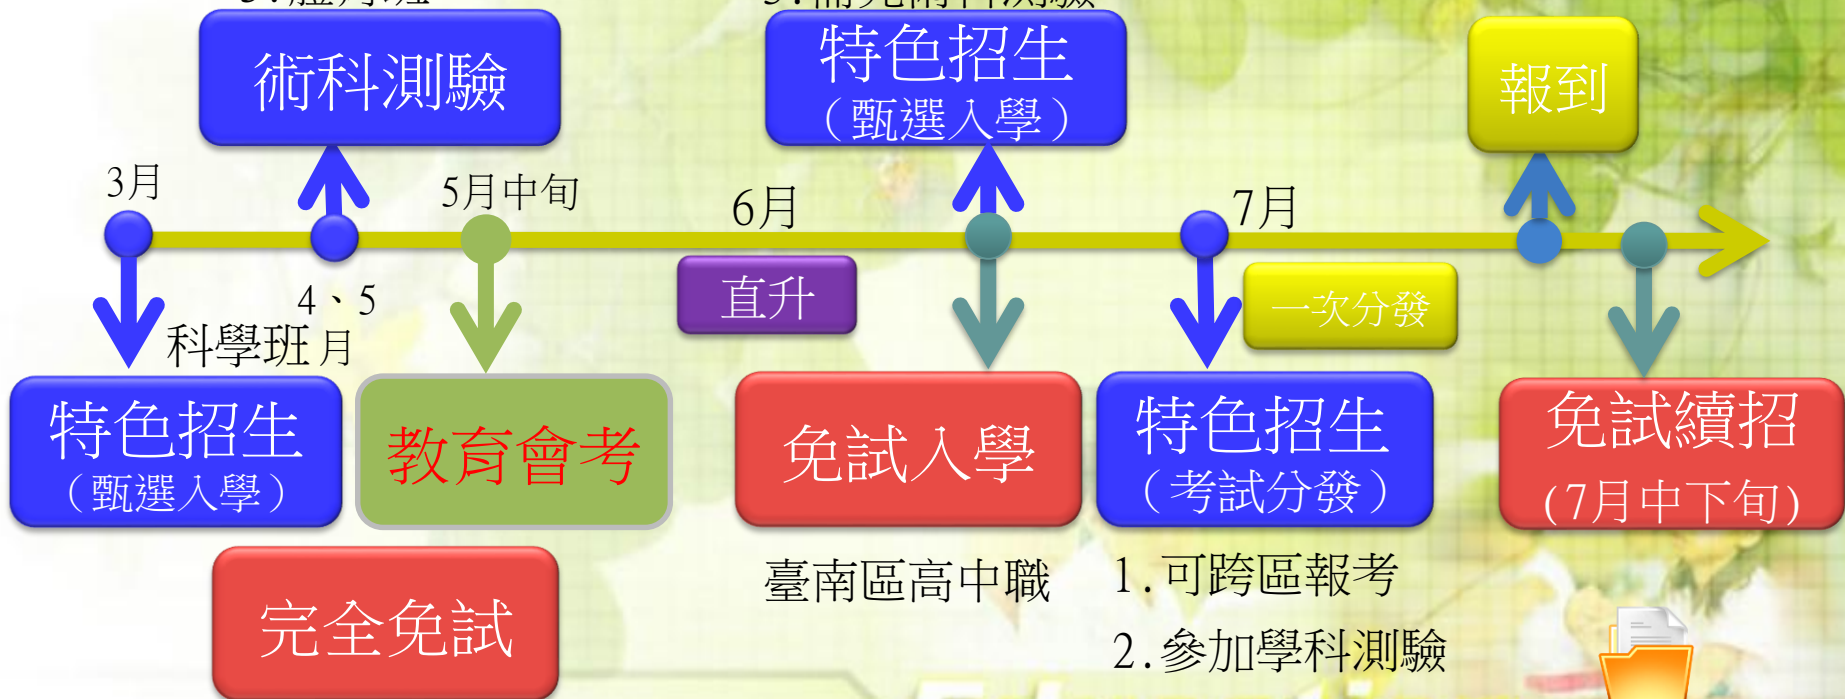 術科測驗
特色招生
（甄選入學）
報到
3月
5月中旬
6月
7月
4、5
月
科學班
直升
一次分發
特色招生
（甄選入學）
教育會考
免試入學
特色招生
（考試分發）
免試續招
(7月中下旬)
完全免試
臺南區高中職
1.可跨區報考
2.參加學科測驗